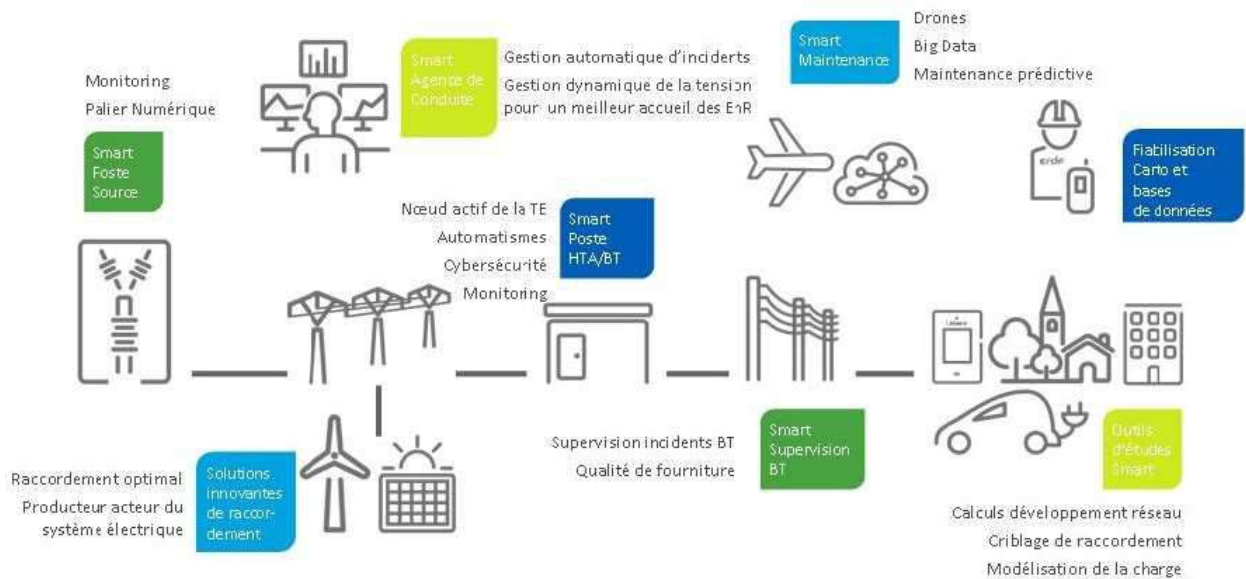 Monitoring
Palier Numérique
Smart
Foste
Source
Smart
Agence de
Conduite
Gestion automatique d'inciderts
Gestion dynamique de la tension
pour un meilleur accueil des EnR
Smart
Maintenance
Drones
Big Data
Maintenance prédictive
erdf
Fiabilisation
Carto et
bases
de données
Nœud actif de la TE
Automatismes
Cybersécurité
Monitoring
Smart
Poste
HTA/BT
Raccordement optimal
Producteur acteur du
système électrique
Solutions
innovantes
de raccor-
dement
Supervision incidents BT
Qualité de fourniture
Smart
Supervision
BT
Outils
d'études
Smart
Calculs développement réseau
Criblage de raccordement
Modélisation de la charge